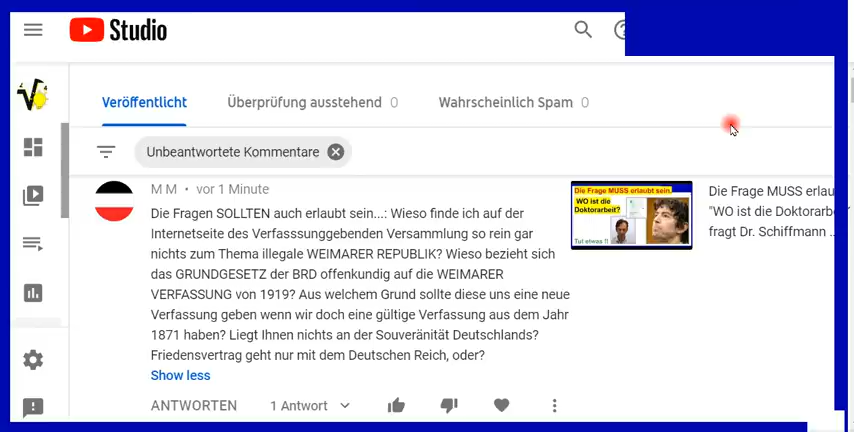 Studio
Veröffentlicht
Überprüfung ausstehend 0
Wahrscheinlich Spam 0
Unbeantwortete Kommentare
M M • vor 1 Minute
Die Fragen SOLLTEN auch erlaubt sein...: Wieso finde ich auf der
Internetseite des Verfasssunggebenden Versammlung so rein gar
nichts zum Thema illegale WEIMARER REPUBLIK? Wieso bezieht sich
das GRUNDGESETZ der BRD offenkundig auf die WEIMARER
VERFASSUNG von 1919? Aus welchem Grund sollte diese uns eine neue
Verfassung geben wenn wir doch eine gültige Verfassung aus dem Jahr
1871 haben? Liegt Ihnen nichts an der Souveränität Deutschlands?
Friedensvertrag geht nur mit dem Deutschen Reich, oder?
Show less
ANTWORTEN
1 Antwort
Die Frage MUSS erlaubt sein.
WO ist die
Doktorarbeit?
Tut etwas !!
Die Frage MUSS erlau
"WO ist die Doktorarbe
fragt Dr. Schiffmann ...